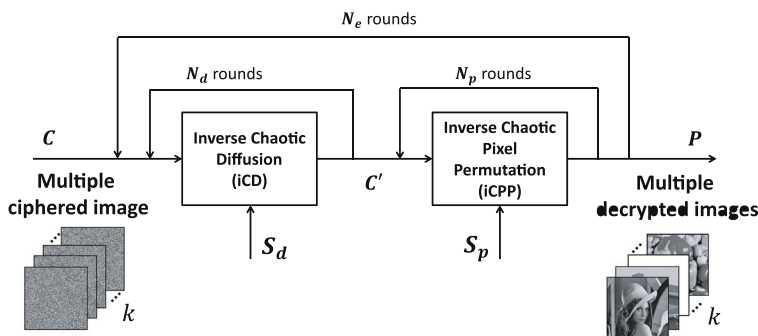 N_e rounds
N_d rounds
N_p rounds
C
Inverse Chaotic
Diffusion
(iCD)
C'
Inverse Chaotic
Pixel
Permutation
(iCPP)
P
Multiple
ciphered image
Multiple
decrypted images
S_d
S_p
k
k